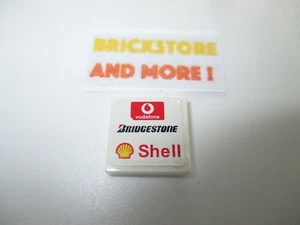 BRICKSTORE
AND MORE !
vodafone
BRIDGESTONE
Shell